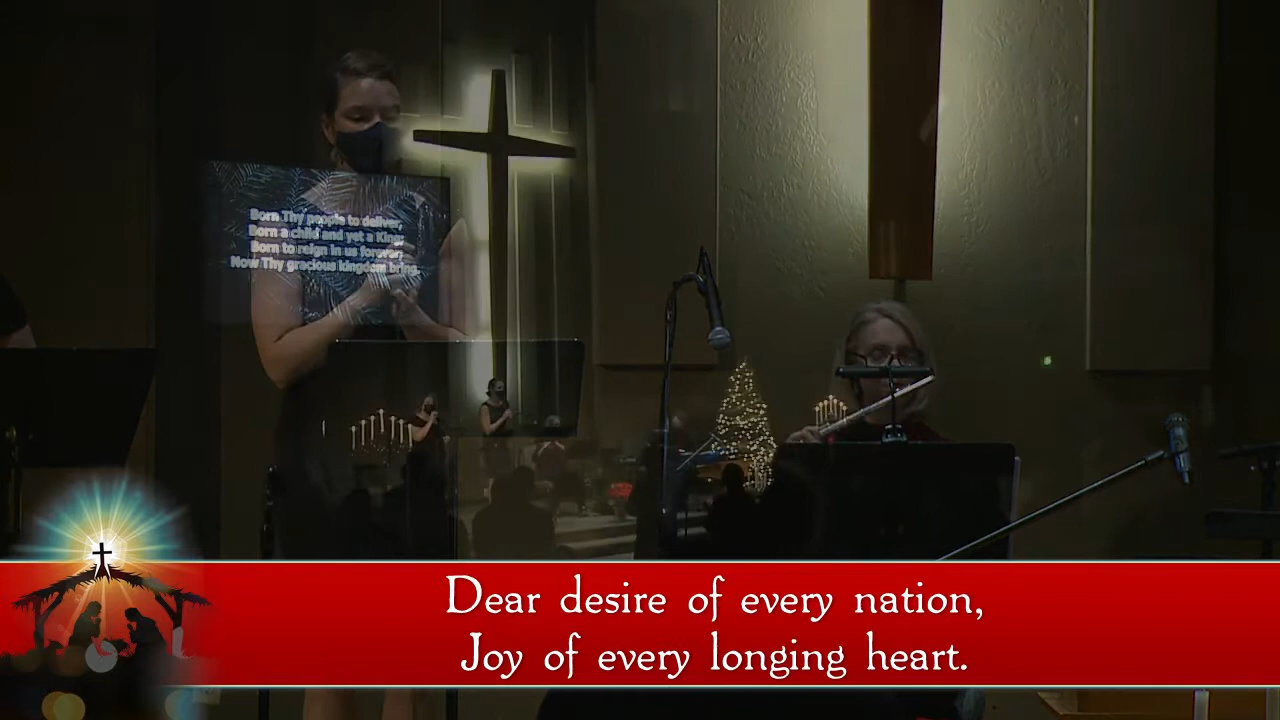 Born Thy people to deliver,
Born a child and yet a King;
Born to reign in us forever,
Now Thy gracious kingdom bring.
Dear desire of every nation,
Joy of every longing heart.